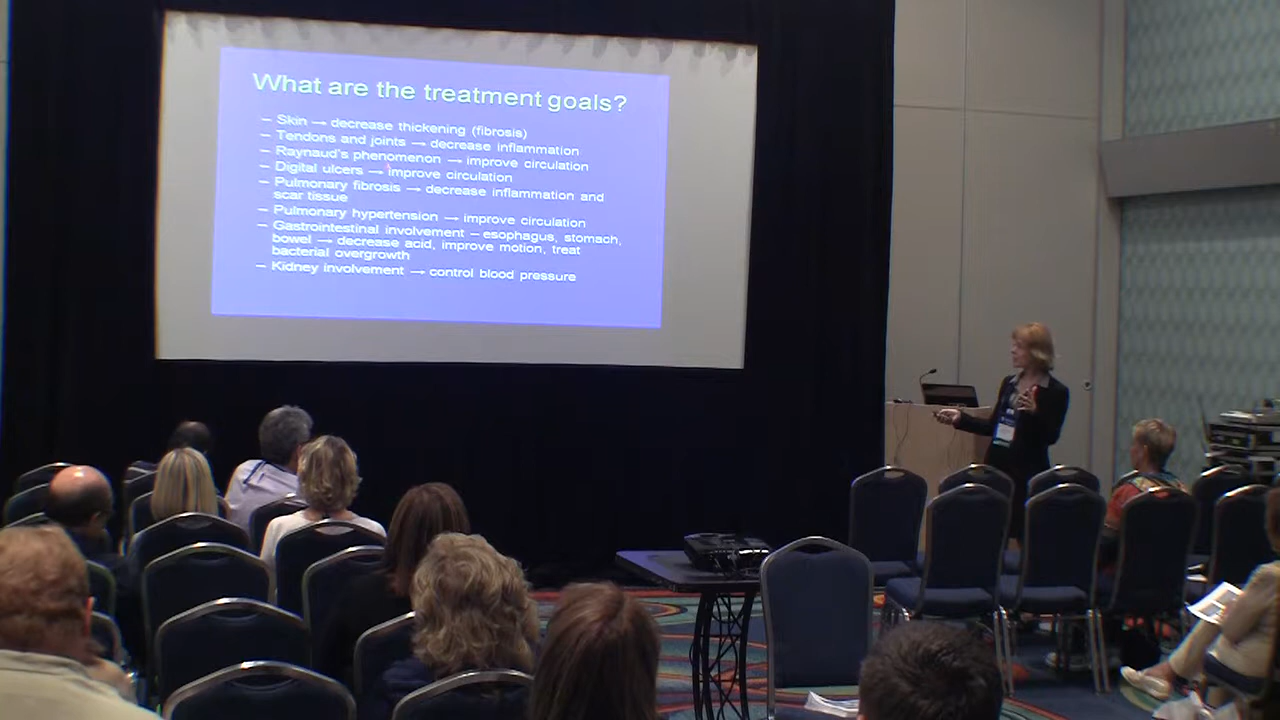 What are the treatment goals?
– Skin → decrease thickening (fibrosis)
– Tendons and joints → decrease inflammation
– Raynaud's phenomenon → improve circulation
– Digital ulcers → improve circulation
– Pulmonary fibrosis → decrease inflammation and
scar tissue
– Pulmonary hypertension → improve circulation
– Gastrointestinal involvement – esophagus, stomach,
bowel → decrease acid, improve motion, treat
bacterial overgrowth
– Kidney involvement → control blood pressure